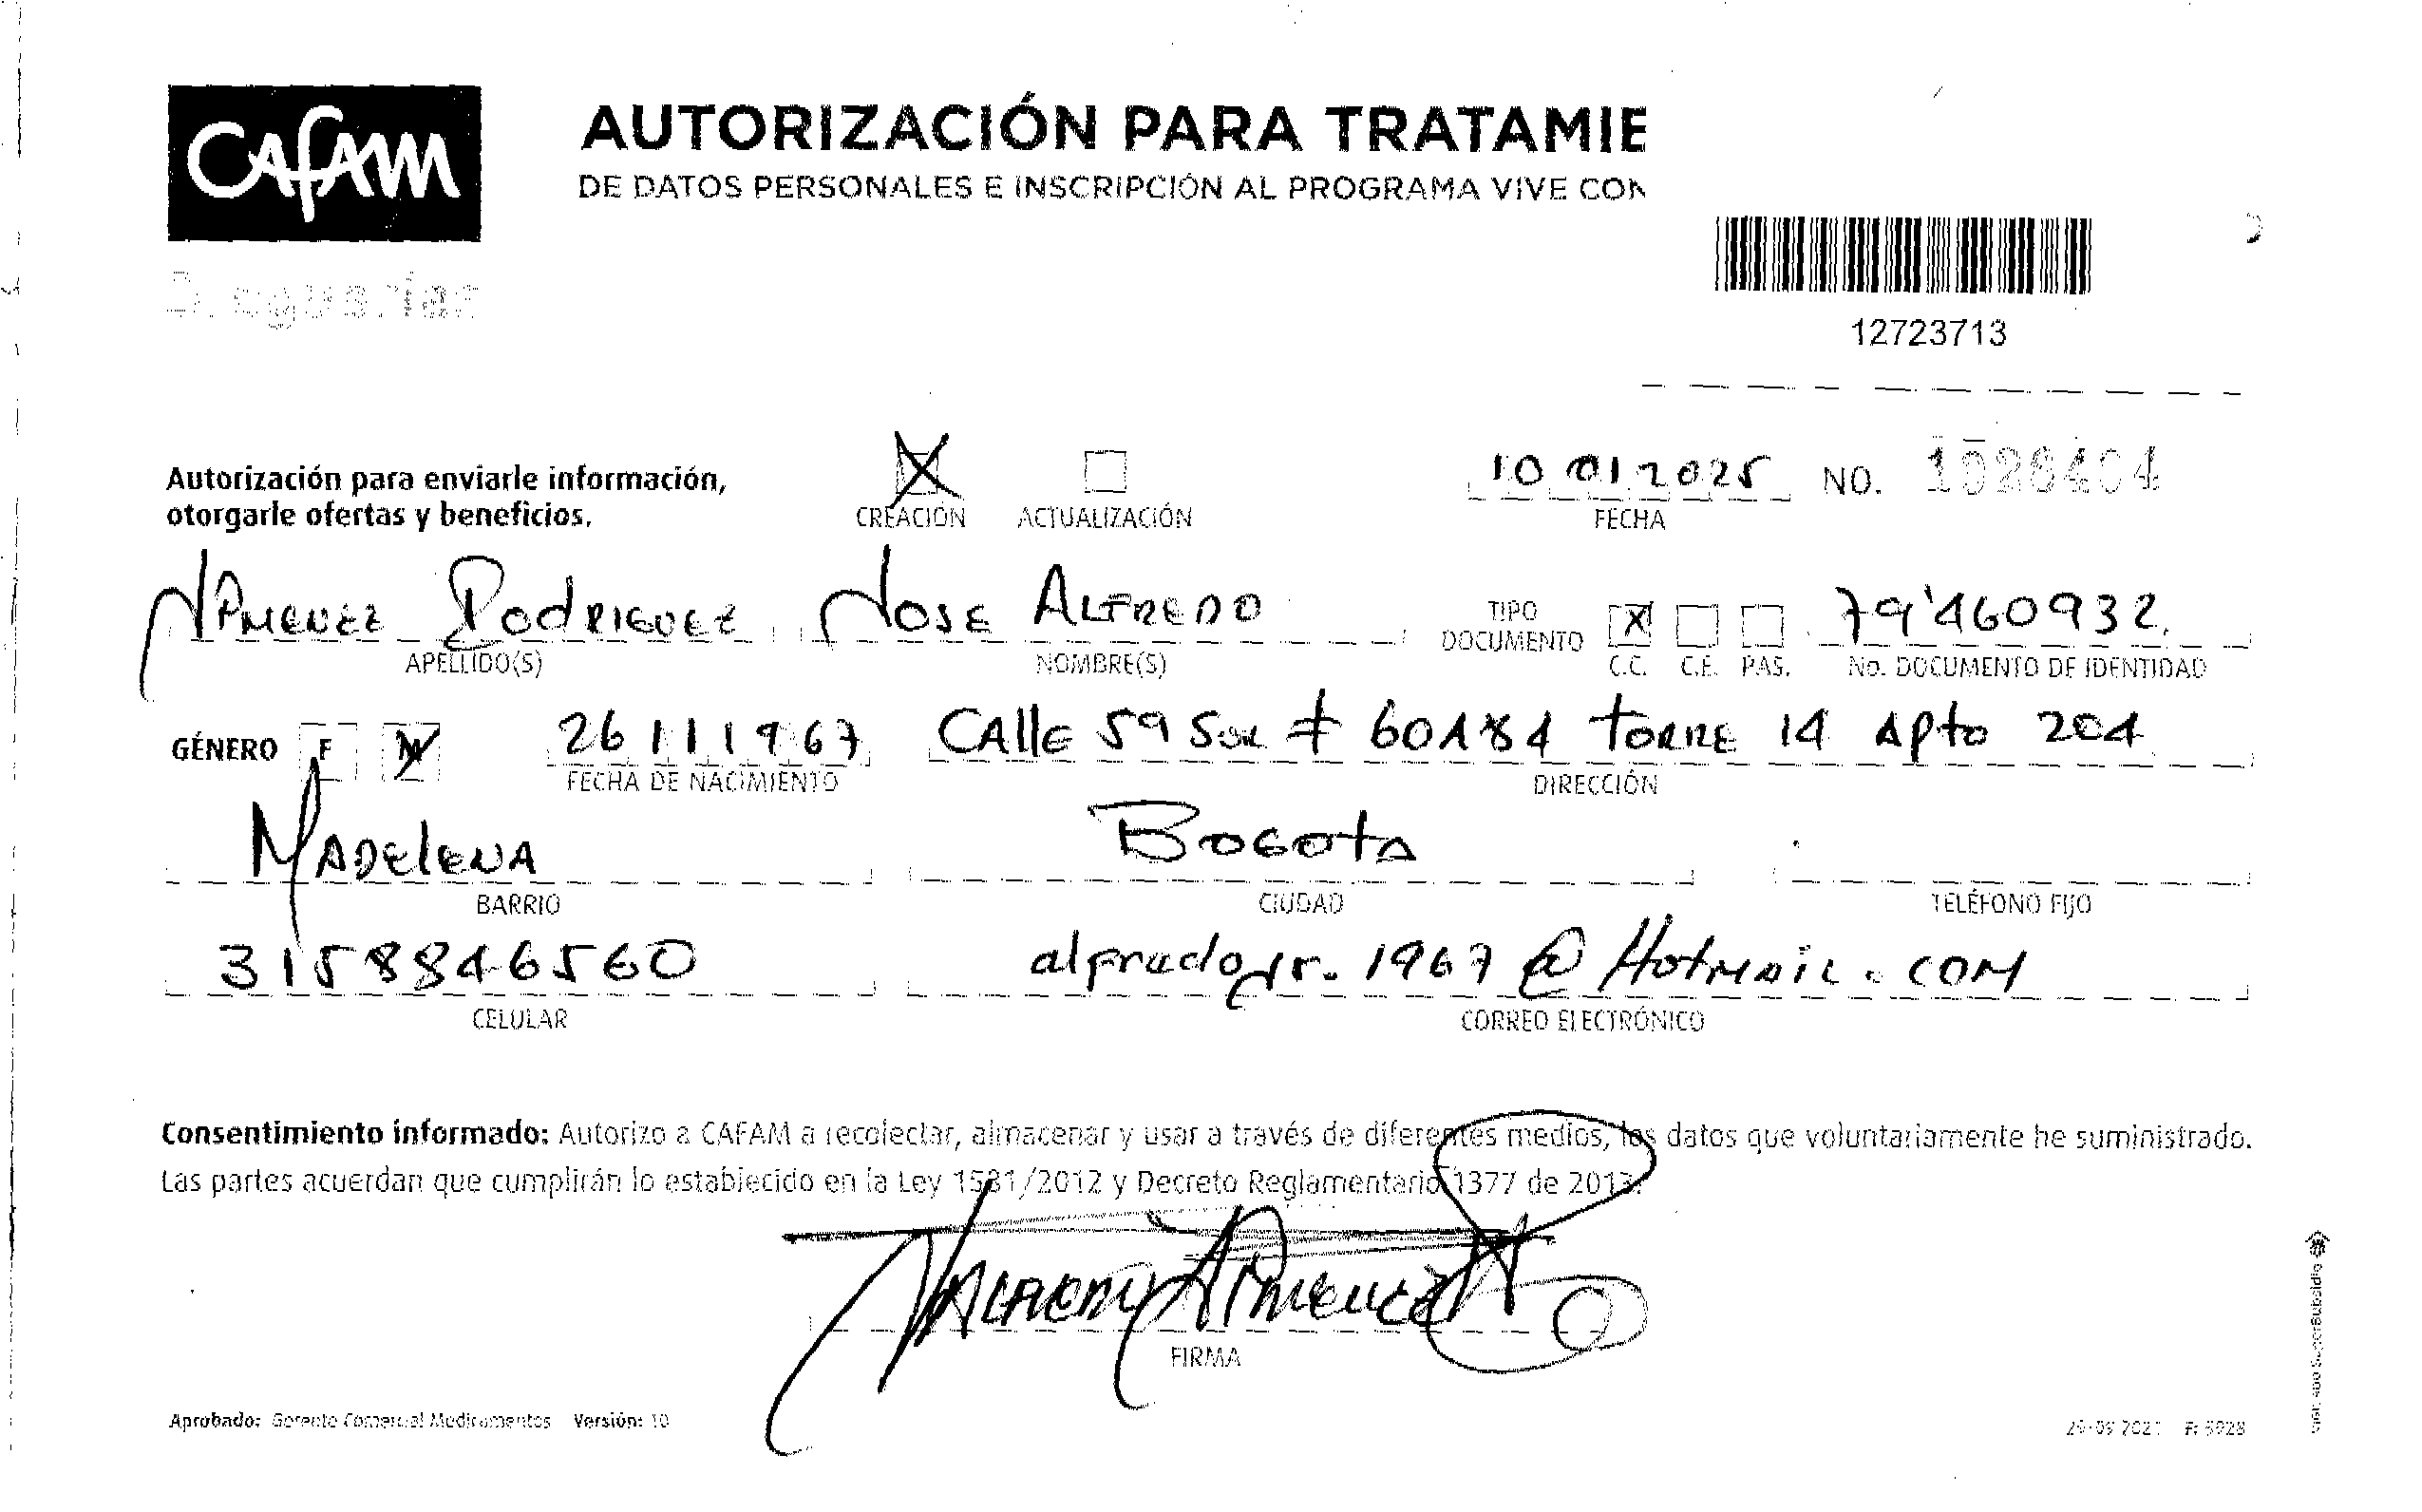 CAFAM
Droguerías
AUTORIZACIÓN PARA TRATAMIE
DE DATOS PERSONALES E INSCRIPCIÓN AL PROGRAMA VIVE CON
12723713
Autorización para enviarle información,
otorgarle ofertas y beneficios.
CREACIÓN ACTUALIZACIÓN
10 01 2025 NO. 1028404
FECHA
Jimenez Rodriguez Jose Alfredo
APELLIDO(S) NOMBRE(S)
TIPO DOCUMENTO X 79'460932
C.C. C.E. PAS. No. DOCUMENTO DE IDENTIDAD
GÉNERO F M 26 11 1967 Calle 59 Sur # 60A84 Torre 14 Apto 204
FECHA DE NACIMIENTO DIRECCIÓN
Madelena Bogota
BARRIO CIUDAD TELÉFONO FIJO
3158846560 1967 @ Hotmail.com
CELULAR CORREO ELECTRÓNICO
Consentimiento informado: Autorizo a CAFAM a recolectar, almacenar y usar a través de diferentes medios, los datos que voluntariamente he suministrado.
Las partes acuerdan que cumplirán lo establecido en la Ley 1581/2012 y Decreto Reglamentario 1377 de 2013.
FIRMA
Aprobado: Gerente Comercial Medicamentos Versión: 10